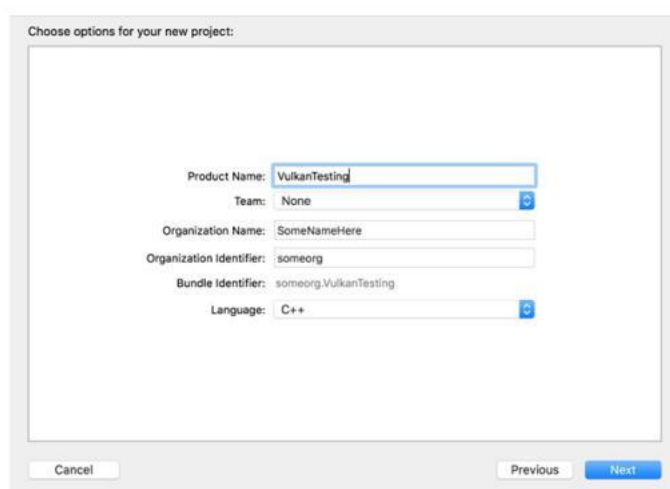 Choose options for your new project:
Product Name: VulkanTesting
Team: None
Organization Name: SomeNameHere
Organization Identifier: someorg
Bundle Identifier: someorg.VulkanTesting
Language: C++
Cancel Previous Next